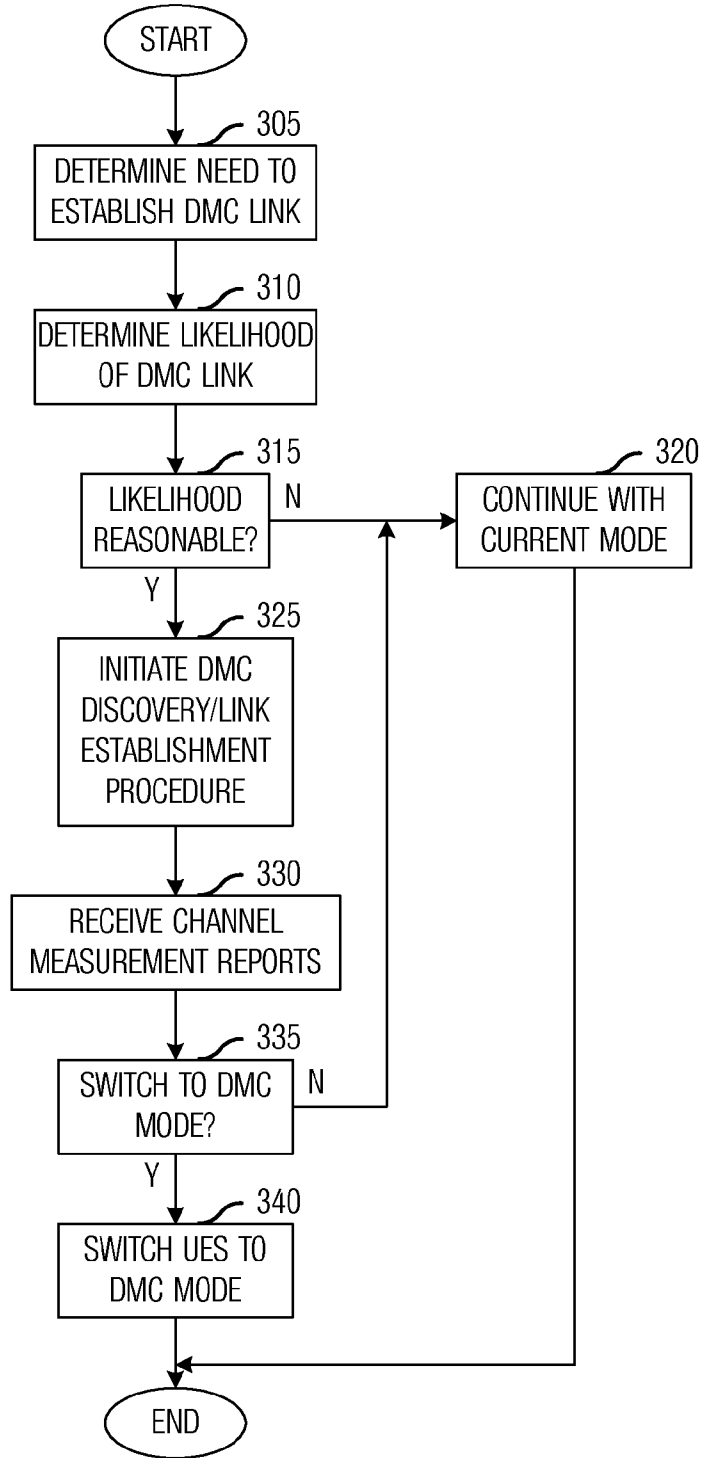 START
305
DETERMINE NEED TO
ESTABLISH DMC LINK
310
DETERMINE LIKELIHOOD
OF DMC LINK
315
LIKELIHOOD
REASONABLE?
N
Y
320
CONTINUE WITH
CURRENT MODE
325
INITIATE DMC
DISCOVERY/LINK
ESTABLISHMENT
PROCEDURE
330
RECEIVE CHANNEL
MEASUREMENT REPORTS
335
SWITCH TO DMC
MODE?
N
Y
340
SWITCH UES TO
DMC MODE
END